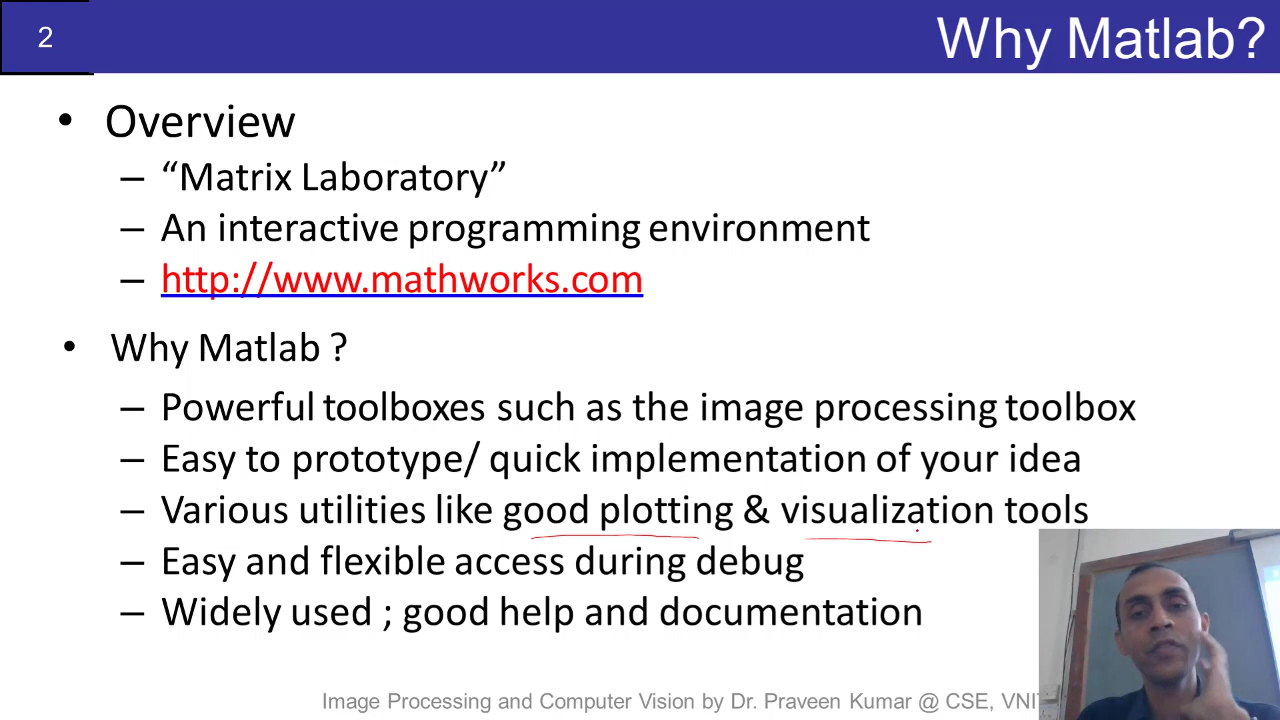 2
Why Matlab?
• Overview
– “Matrix Laboratory”
– An interactive programming environment
– http://www.mathworks.com
• Why Matlab ?
– Powerful toolboxes such as the image processing toolbox
– Easy to prototype/ quick implementation of your idea
– Various utilities like good plotting & visualization tools
– Easy and flexible access during debug
– Widely used ; good help and documentation
Image Processing and Computer Vision by Dr. Praveen Kumar @ CSE,